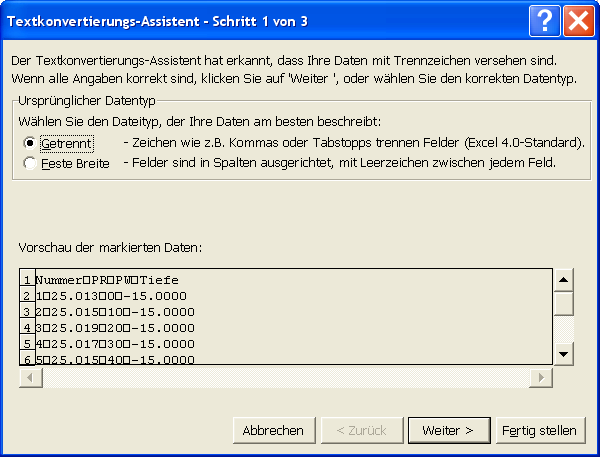 Textkonvertierungs-Assistent - Schritt 1 von 3
Der Textkonvertierungs-Assistent hat erkannt, dass Ihre Daten mit Trennzeichen versehen sind.
Wenn alle Angaben korrekt sind, klicken Sie auf 'Weiter ', oder wählen Sie den korrekten Datentyp.
Ursprünglicher Datentyp
Wählen Sie den Dateityp, der Ihre Daten am besten beschreibt:
Getrennt - Zeichen wie z.B. Kommas oder Tabstopps trennen Felder (Excel 4.0-Standard).
Feste Breite - Felder sind in Spalten ausgerichtet, mit Leerzeichen zwischen jedem Feld.
Vorschau der markierten Daten:
1 Nummer□PR□PW□Tiefe
2 1□25.013□0□-15.0000
3 2□25.015□10□-15.0000
4 3□25.019□20□-15.0000
5 4□25.017□30□-15.0000
6 5□25.015□40□-15.0000
Abbrechen < Zurück Weiter > Fertig stellen